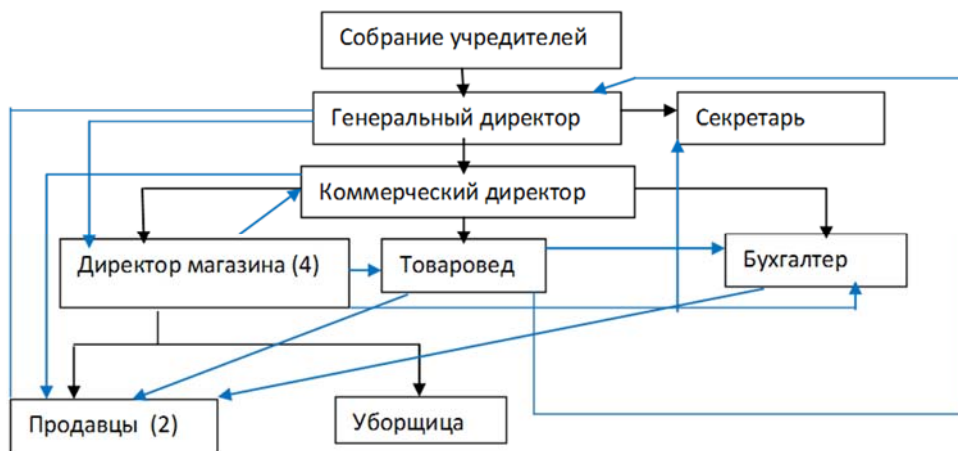 Собрание учредителей
Генеральный директор
Секретарь
Коммерческий директор
Директор магазина (4)
Товаровед
Бухгалтер
Продавцы (2)
Уборщица